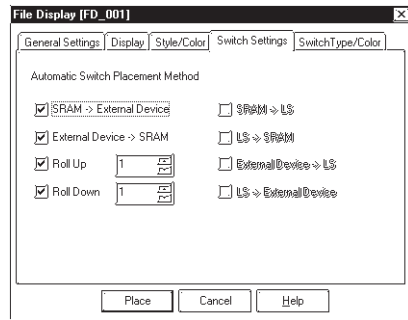 File Display [FD_001]
General Settings Display Style/Color Switch Settings SwitchType/Color
Automatic Switch Placement Method
SRAM -> External Device SRAM -> LS
External Device -> SRAM LS -> SRAM
Roll Up 1 External Device -> LS
Roll Down 1 LS -> External Device
Place Cancel Help